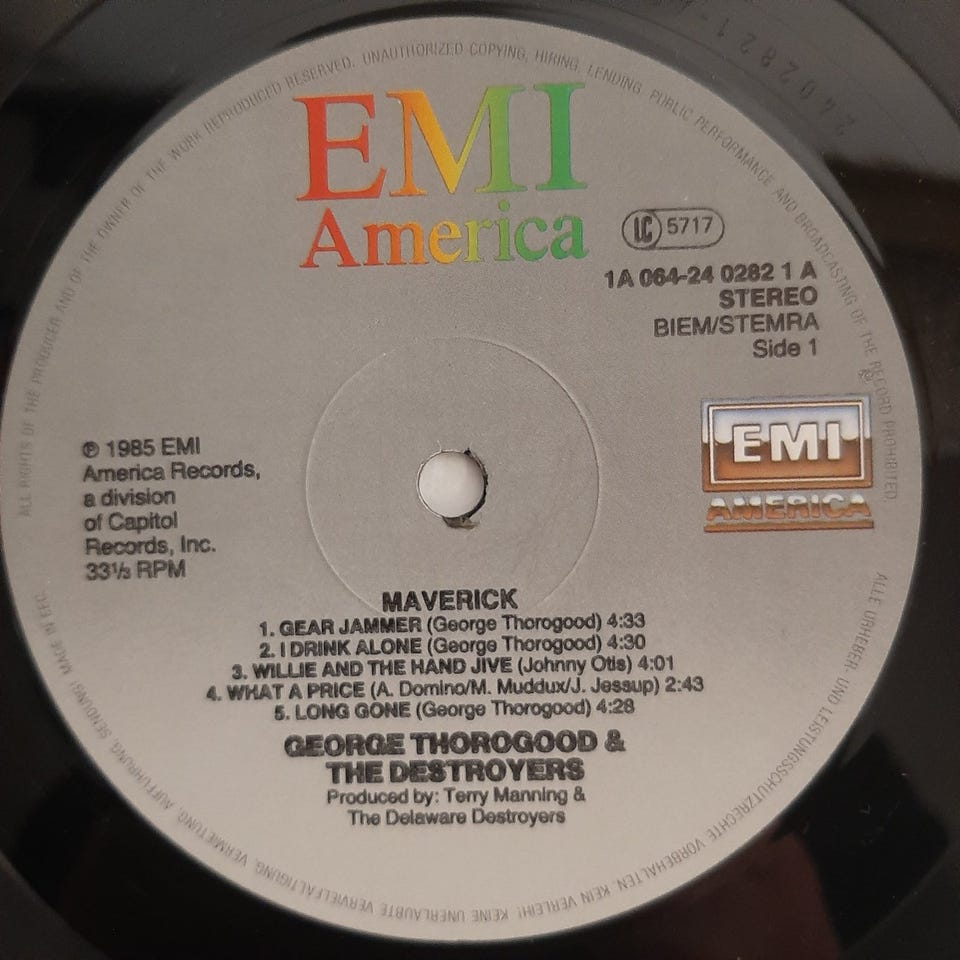 ALL RIGHTS OF THE PRODUCER AND OF THE OWNER OF THE WORK REPRODUCED RESERVED. UNAUTHORIZED COPYING, HIRING, LENDING, PUBLIC PERFORMANCE AND BROADCASTING OF THE RECORD PROHIBITED.
EMI
America
LC 5717
1A 064-24 0282 1 A
STEREO
BIEM/STEMRA
Side 1
EMI
AMERICA
℗ 1985 EMI
America Records,
a division
of Capitol
Records, Inc.
33⅓ RPM
MAVERICK
1. GEAR JAMMER (George Thorogood) 4:33
2. I DRINK ALONE (George Thorogood) 4:30
3. WILLIE AND THE HAND JIVE (Johnny Otis) 4:01
4. WHAT A PRICE (A. Domino/M. Muddux/J. Jessup) 2:43
5. LONG GONE (George Thorogood) 4:28
GEORGE THOROGOOD &
THE DESTROYERS
Produced by: Terry Manning &
The Delaware Destroyers
ALLE URHEBER- UND LEISTUNGSSCHUTZRECHTE VORBEHALTEN. KEIN VERLEIH! KEINE UNERLAUBTE VERVIELFÄLTIGUNG, VERMIETUNG, AUFFÜHRUNG, SENDUNG! MADE IN EEC.